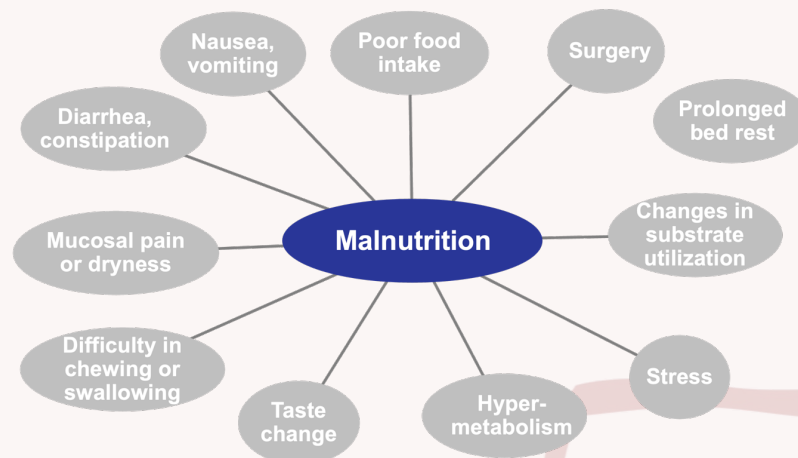 Nausea,
vomiting
Poor food
intake
Surgery
Prolonged
bed rest
Diarrhea,
constipation
Malnutrition
Changes in
substrate
utilization
Mucosal pain
or dryness
Difficulty in
chewing or
swallowing
Taste
change
Hyper-
metabolism
Stress